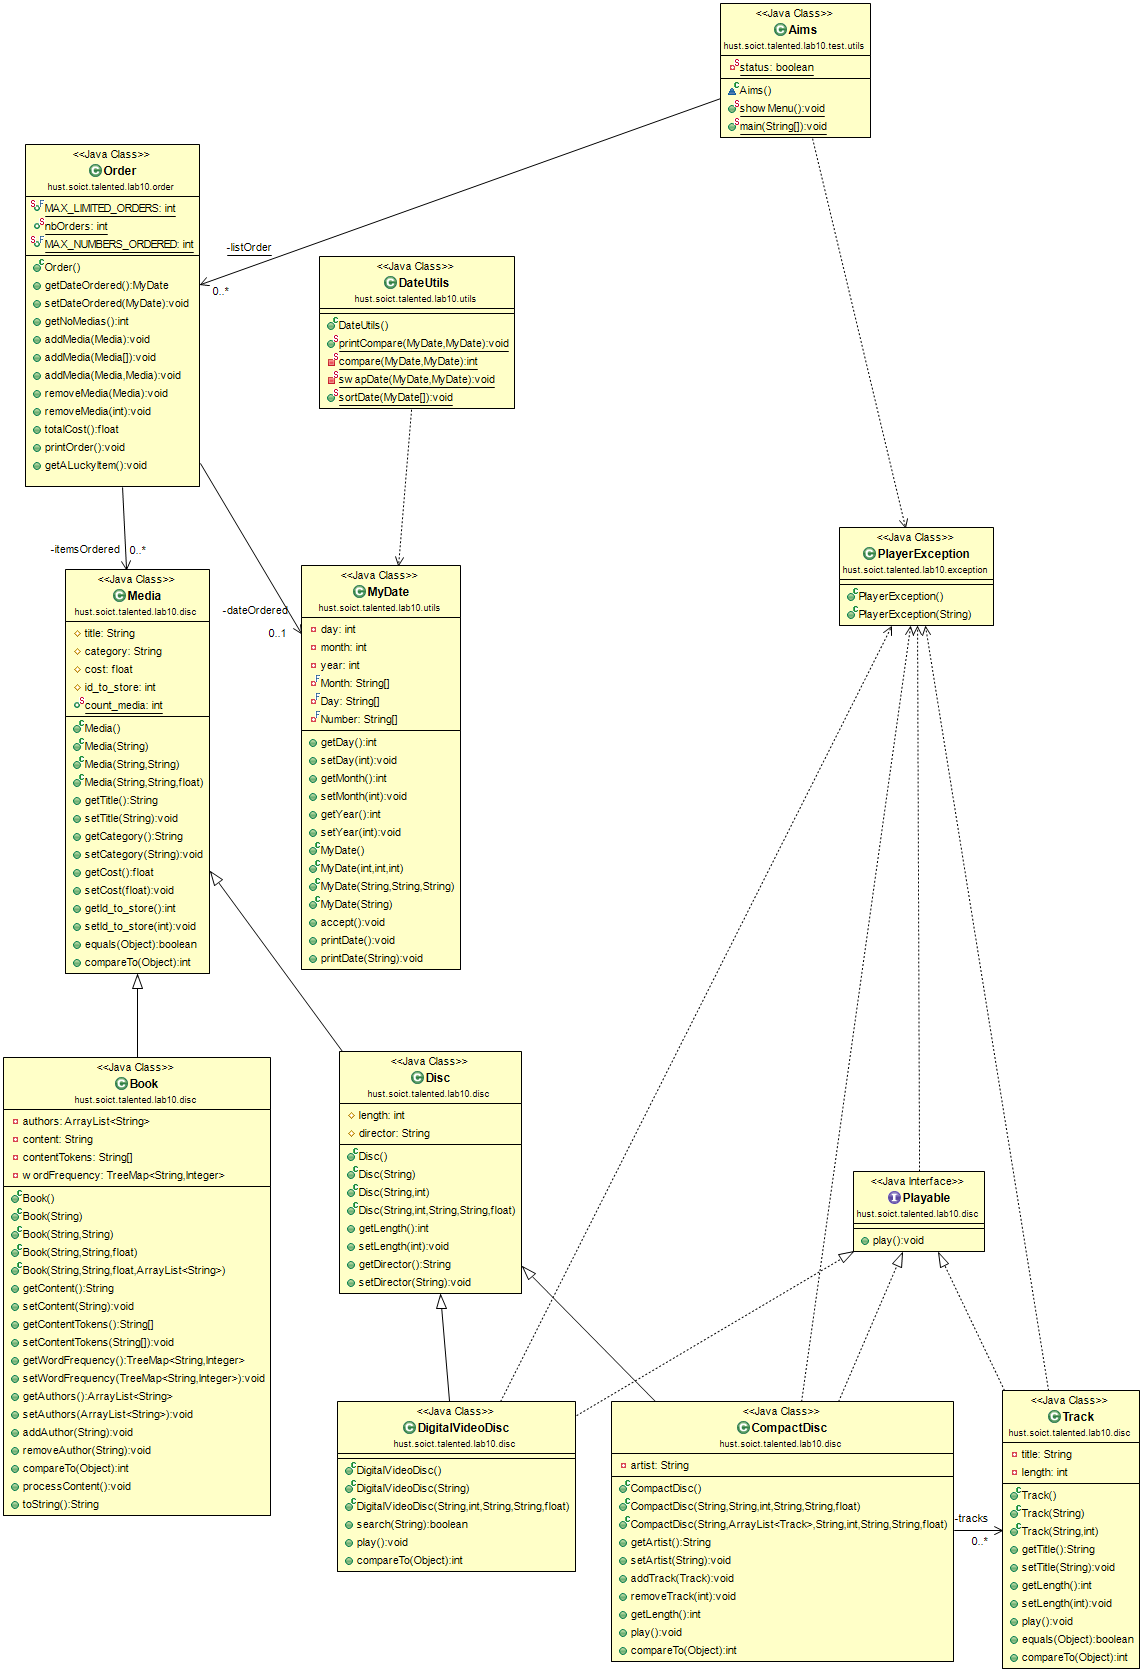 <<Java Class>>
Aims
hust.soict.talented.lab10.test.utils
status: boolean
Aims()
showMenu():void
main(String[]):void
<<Java Class>>
Order
hust.soict.talented.lab10.order
MAX_LIMITED_ORDERS: int
nbOrders: int
MAX_NUMBERS_ORDERED: int
Order()
getDateOrdered():MyDate
setDateOrdered(MyDate):void
getNoMedias():int
addMedia(Media):void
addMedia(Media[]):void
addMedia(Media,Media):void
removeMedia(Media):void
removeMedia(int):void
totalCost():float
printOrder():void
getALuckyItem():void
-listOrder
0..*
<<Java Class>>
DateUtils
hust.soict.talented.lab10.utils
DateUtils()
printCompare(MyDate,MyDate):void
compare(MyDate,MyDate):int
swapDate(MyDate,MyDate):void
sortDate(MyDate[]):void
-itemsOrdered
0..*
-dateOrdered
0..1
<<Java Class>>
PlayerException
hust.soict.talented.lab10.exception
PlayerException()
PlayerException(String)
<<Java Class>>
Media
hust.soict.talented.lab10.disc
title: String
category: String
cost: float
id_to_store: int
count_media: int
Media()
Media(String)
Media(String,String)
Media(String,String,float)
getTitle():String
setTitle(String):void
getCategory():String
setCategory(String):void
getCost():float
setCost(float):void
getId_to_store():int
setId_to_store(int):void
equals(Object):boolean
compareTo(Object):int
<<Java Class>>
MyDate
hust.soict.talented.lab10.utils
day: int
month: int
year: int
Month: String[]
Day: String[]
Number: String[]
getDay():int
setDay(int):void
getMonth():int
setMonth(int):void
getYear():int
setYear(int):void
MyDate()
MyDate(int,int,int)
MyDate(String,String,String)
MyDate(String)
accept():void
printDate():void
printDate(String):void
<<Java Class>>
Book
hust.soict.talented.lab10.disc
authors: ArrayList<String>
content: String
contentTokens: String[]
wordFrequency: TreeMap<String,Integer>
Book()
Book(String)
Book(String,String)
Book(String,String,float)
Book(String,String,float,ArrayList<String>)
getContent():String
setContent(String):void
getContentTokens():String[]
setContentTokens(String[]):void
getWordFrequency():TreeMap<String,Integer>
setWordFrequency(TreeMap<String,Integer>):void
getAuthors():ArrayList<String>
setAuthors(ArrayList<String>):void
addAuthor(String):void
removeAuthor(String):void
compareTo(Object):int
processContent():void
toString():String
<<Java Class>>
Disc
hust.soict.talented.lab10.disc
length: int
director: String
Disc()
Disc(String)
Disc(String,int)
Disc(String,int,String,String,float)
getLength():int
setLength(int):void
getDirector():String
setDirector(String):void
<<Java Interface>>
Playable
hust.soict.talented.lab10.disc
play():void
<<Java Class>>
DigitalVideoDisc
hust.soict.talented.lab10.disc
DigitalVideoDisc()
DigitalVideoDisc(String)
DigitalVideoDisc(String,int,String,String,float)
search(String):boolean
play():void
compareTo(Object):int
<<Java Class>>
CompactDisc
hust.soict.talented.lab10.disc
artist: String
CompactDisc()
CompactDisc(String,String,int,String,String,float)
CompactDisc(String,ArrayList<Track>,String,int,String,String,float)
getArtist():String
setArtist(String):void
addTrack(Track):void
removeTrack(int):void
getLength():int
play():void
compareTo(Object):int
-tracks
0..*
<<Java Class>>
Track
hust.soict.talented.lab10.disc
title: String
length: int
Track()
Track(String)
Track(String,int)
getTitle():String
setTitle(String):void
getLength():int
setLength(int):void
play():void
equals(Object):boolean
compareTo(Object):int